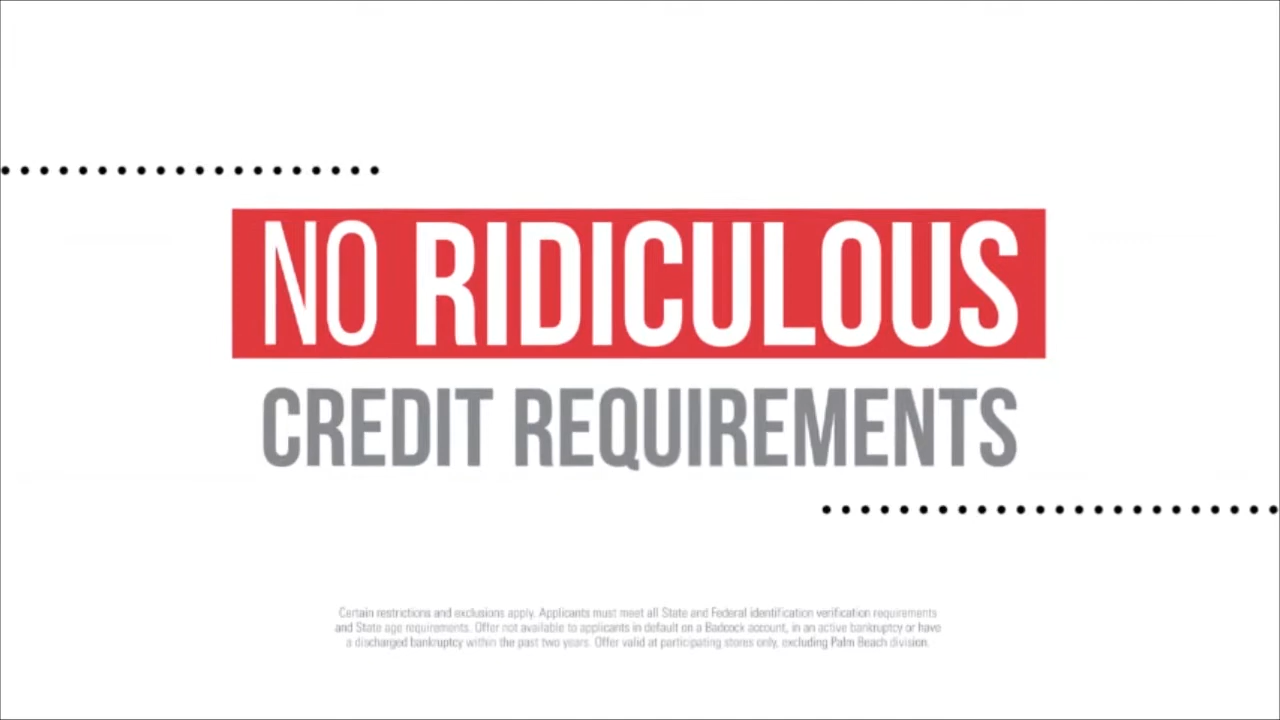 NO RIDICULOUS
CREDIT REQUIREMENTS
Certain restrictions and exclusions apply. Applicants must meet all State and Federal identification verification requirements
and State age requirements. Offer not available to applicants in default on a Badcock account, in an active bankruptcy or have
a discharged bankruptcy within the past two years. Offer valid at participating stores only, excluding Palm Beach division.